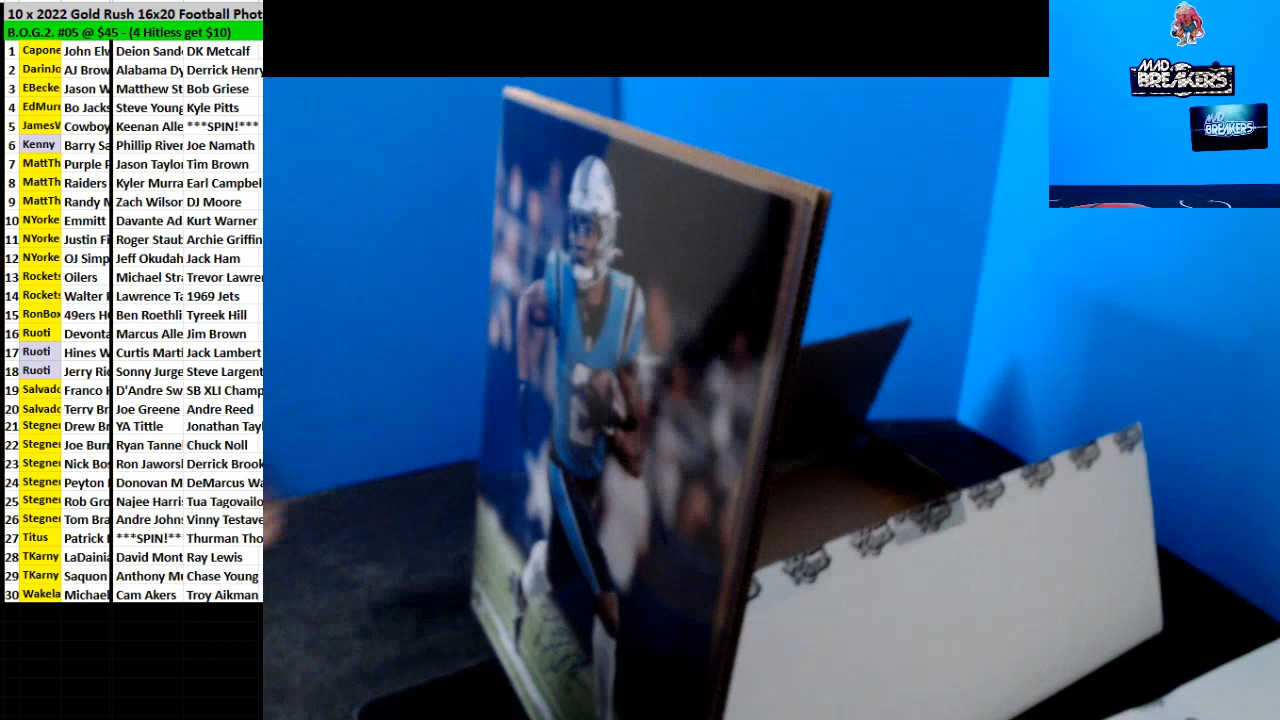 10 x 2022 Gold Rush 16x20 Football Phot
B.O.G.2. #05 @ $45 - (4 Hitless get $10)
1 Capone John Elw Deion Sande DK Metcalf
2 DarinJo AJ Brow Alabama Dy Derrick Henry
3 EBecke Jason W Matthew St Bob Griese
4 EdMun Bo Jacks Steve Young Kyle Pitts
5 JamesW Cowboy Keenan Alle ***SPIN!***
6 Kenny Barry Sa Phillip River Joe Namath
7 MattTh Purple P Jason Taylo Tim Brown
8 MattTh Raiders Kyler Murra Earl Campbel
9 MattTh Randy M Zach Wilson DJ Moore
10 NYorke Emmitt Davante Ad Kurt Warner
11 NYorke Justin Fi Roger Staub Archie Griffin
12 NYorke OJ Simp Jeff Okudah Jack Ham
13 Rockets Oilers Michael Stra Trevor Lawre
14 Rockets Walter P Lawrence Ta 1969 Jets
15 RonBox 49ers H Ben Roethli Tyreek Hill
16 Ruoti Devonta Marcus Alle Jim Brown
17 Ruoti Hines W Curtis Marti Jack Lambert
18 Ruoti Jerry Ric Sonny Jurge Steve Largent
19 Salvado Franco H D'Andre Sw SB XLI Champ
20 Salvado Terry Br Joe Greene Andre Reed
21 Stegner Drew Br YA Tittle Jonathan Tayl
22 Stegner Joe Burr Ryan Tanne Chuck Noll
23 Stegner Nick Bos Ron Jawors Derrick Brook
24 Stegner Peyton Donovan M DeMarcus Wa
25 Stegner Rob Gro Najee Harri Tua Tagovailo
26 Stegner Tom Bra Andre Johns Vinny Testave
27 Titus Patrick ***SPIN!** Thurman Tho
28 TKarny LaDaini David Mont Ray Lewis
29 TKarny Saquon Anthony Mu Chase Young
30 Wakela Michael Cam Akers Troy Aikman
MAD
BREAKERS
MAD
BREAKERS